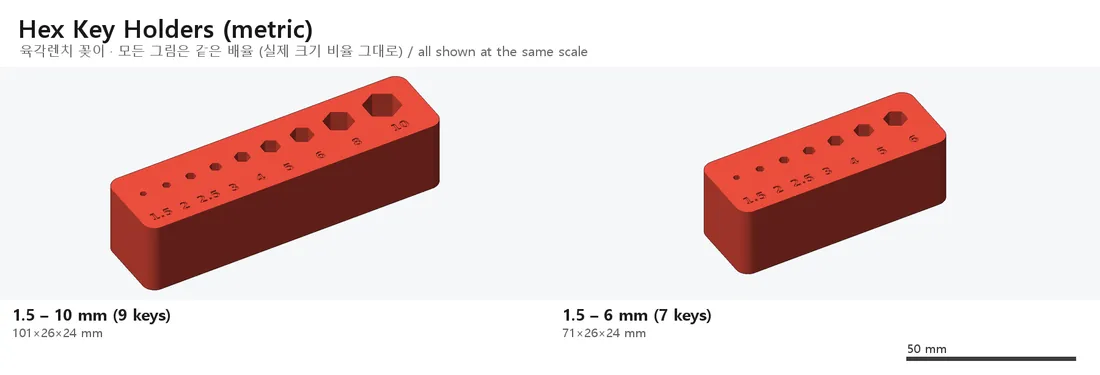 Hex Key Holders (metric)
육각렌치 꽂이 · 모든 그림은 같은 배율 (실제 크기 비율 그대로) / all shown at the same scale
1.5 2 2.5 3 4 5 6 8 10
1.5 2 2.5 3 4 5 6
1.5 – 10 mm (9 keys)
101×26×24 mm
1.5 – 6 mm (7 keys)
71×26×24 mm
50 mm